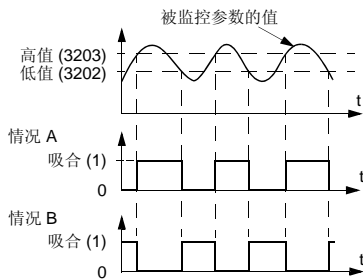 被监控参数的值
高值 (3203)
低值 (3202)
t
情况 A
吸合 (1)
0
t
情况 B
吸合 (1)
0
t